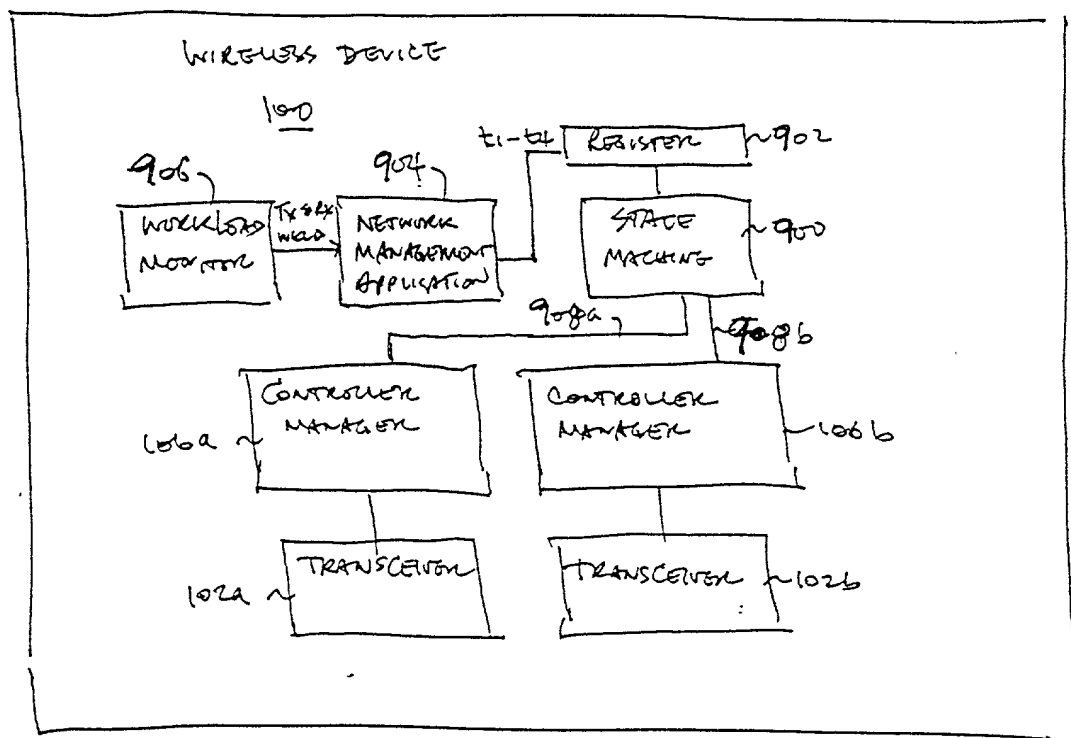 WIRELESS DEVICE
100
906
904
t1-t4
REGISTER
902
WORKLOAD
MONITOR
TX & RX
WKLD
NETWORK
MANAGEMENT
APPLICATION
STATE
MACHINE
900
908a
908b
CONTROLLER
MANAGER
106a
CONTROLLER
MANAGER
106b
TRANSCEIVER
102a
TRANSCEIVER
102b